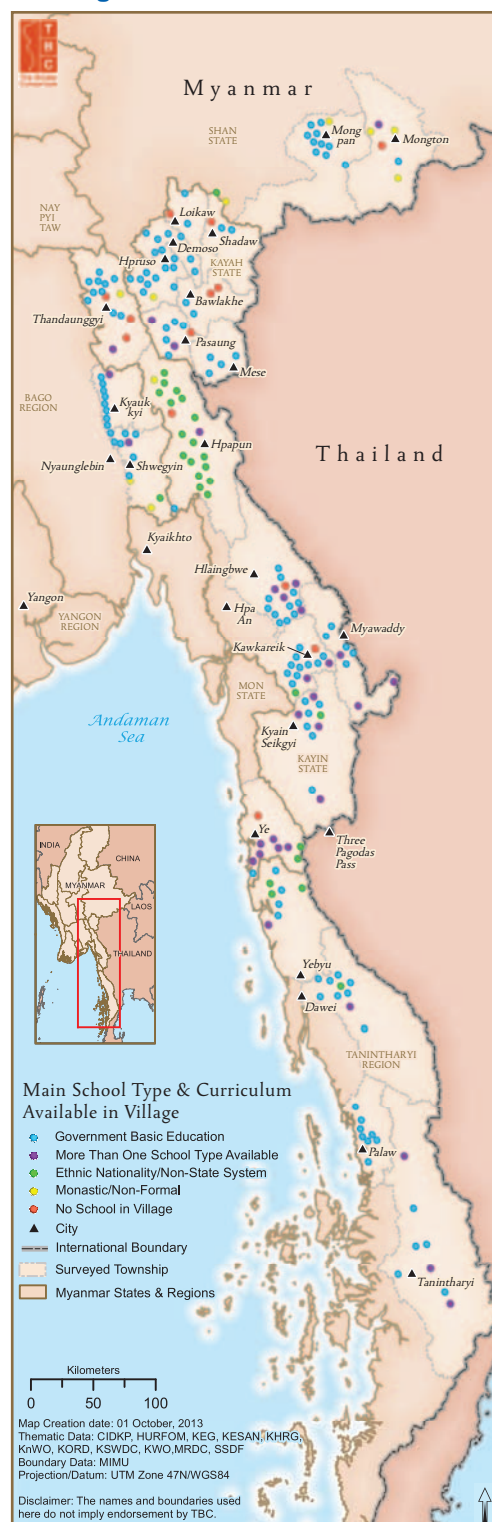 T
B
C
Myanmar
SHAN
STATE
Mong
pan
Mongton
NAY
PYI
TAW
Loikaw
Shadaw
Demoso
Hpruso
KAYAH
STATE
Bawlakhe
Thandaunggyi
Pasaung
Mese
BAGO
REGION
Kyauk
kyi
Thailand
Hpapun
Nyaunglebin
Shwegyin
Kyaikhto
Hlaingbwe
Yangon
Hpa
An
YANGON
REGION
Myawaddy
Kawkareik
MON
STATE
Andaman
Sea
Kyain
Seikgyi
KAYIN
STATE
Ye
Three
Pagodas
Pass
INDIA
CHINA
MYANMAR
LAOS
THAILAND
Yebyu
Dawei
TANINTHARYI
REGION
Palaw
Tanintharyi
Main School Type & Curriculum
Available in Village
Government Basic Education
More Than One School Type Available
Ethnic Nationality/Non-State System
Monastic/Non-Formal
No School in Village
City
International Boundary
Surveyed Township
Myanmar States & Regions
Kilometers
0 50 100
Map Creation date: 01 October, 2013
Thematic Data: CIDKP, HURFOM, KEG, KESAN, KHRG,
KnWO, KORD, KSWDC, KWO,MRDC, SSDF
Boundary Data: MIMU
Projection/Datum: UTM Zone 47N/WGS84
Disclaimer: The names and boundaries used
here do not imply endorsement by TBC.